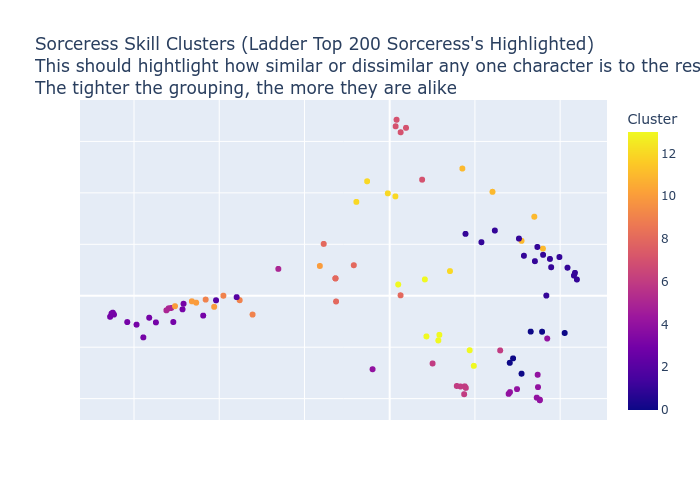 Sorceress Skill Clusters (Ladder Top 200 Sorceress's Highlighted)
This should hightlight how similar or dissimilar any one character is to the res
The tighter the grouping, the more they are alike
Cluster
12
10
8
6
4
2
0